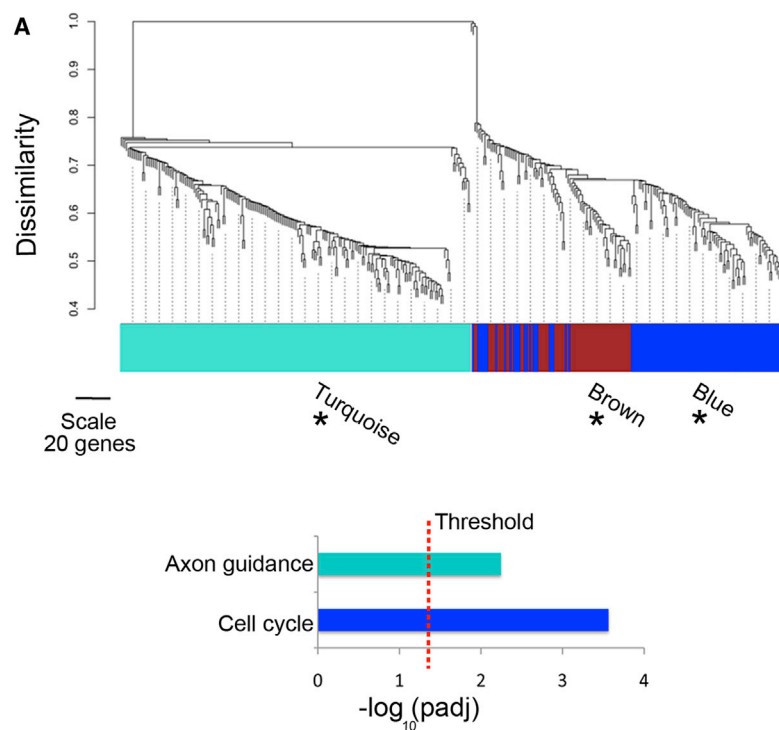 A
1.0
0.9
0.8
0.7
0.6
0.5
0.4
Dissimilarity
Scale
20 genes
Turquoise
*
Brown
*
Blue
*
Threshold
Axon guidance
Cell cycle
0 1 2 3 4
-log10(padj)